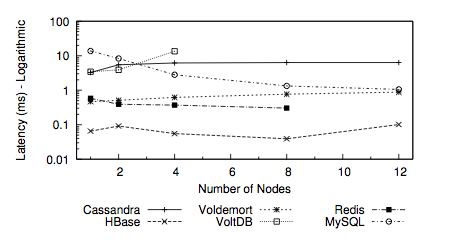 100
10
1
0.1
0.01
Latency (ms) - Logarithmic
2 4 6 8 10 12
Number of Nodes
Cassandra Voldemort Redis
HBase VoltDB MySQL